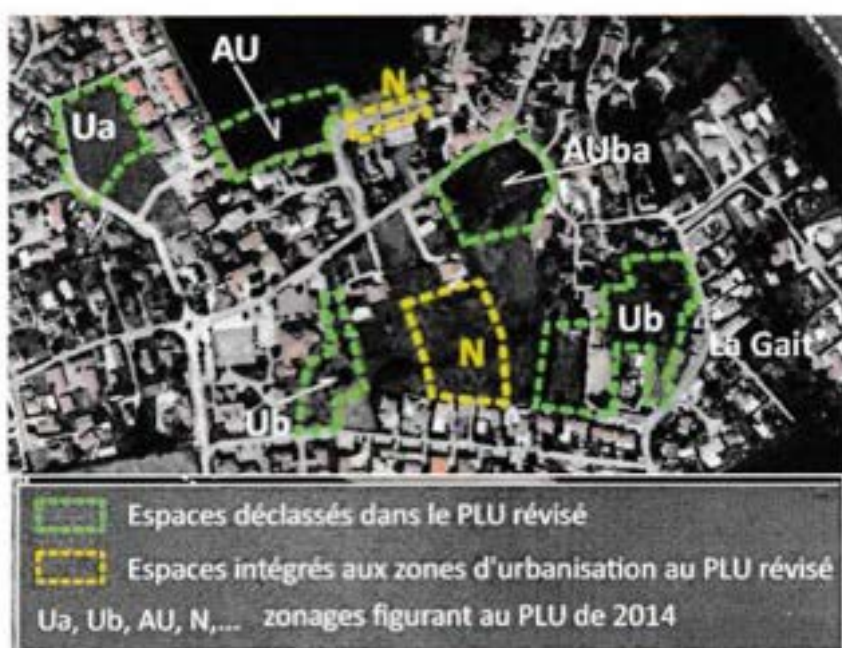 AU
N
Ua
AUba
Ub
N
Ub
La Gait
Espaces déclassés dans le PLU révisé
Espaces intégrés aux zones d'urbanisation au PLU révisé
Ua, Ub, AU, N,... zonages figurant au PLU de 2014